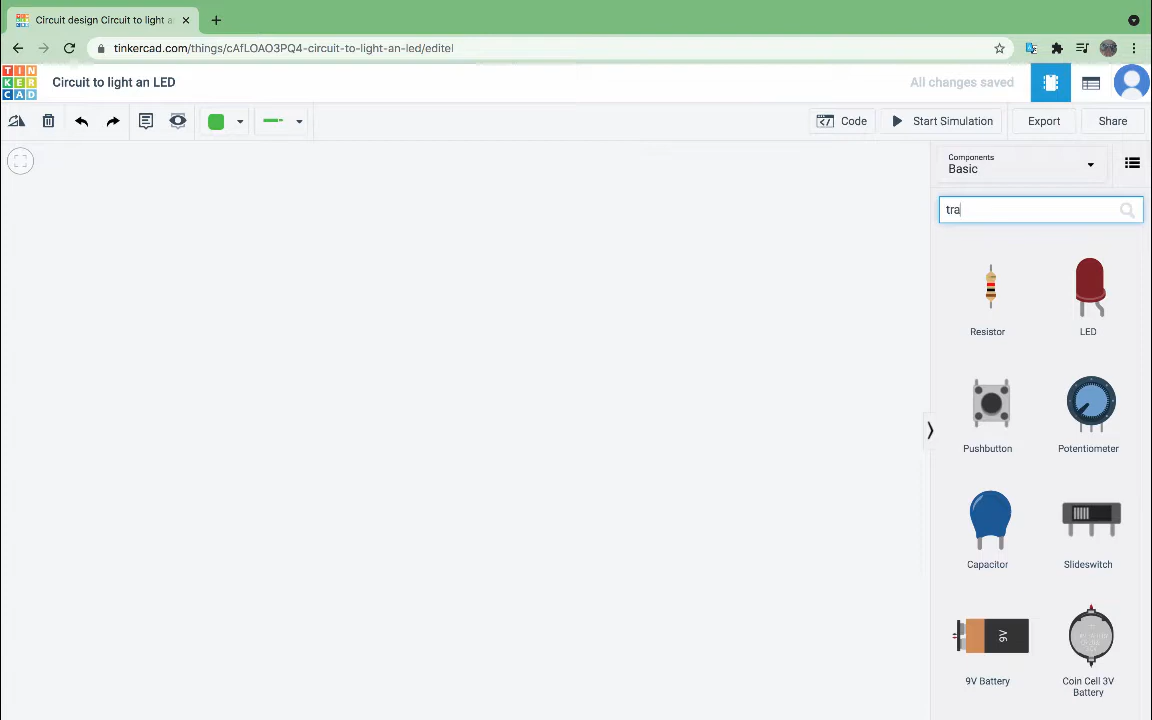 Circuit design Circuit to light a
tinkercad.com/things/cAfLOAO3PQ4-circuit-to-light-an-led/editel
TIN
KER
CAD
Circuit to light an LED
All changes saved
Code
Start Simulation
Export
Share
Components
Basic
tra
Resistor
LED
Pushbutton
Potentiometer
Capacitor
Slideswitch
9V
9V Battery
Coin Cell 3V
Battery